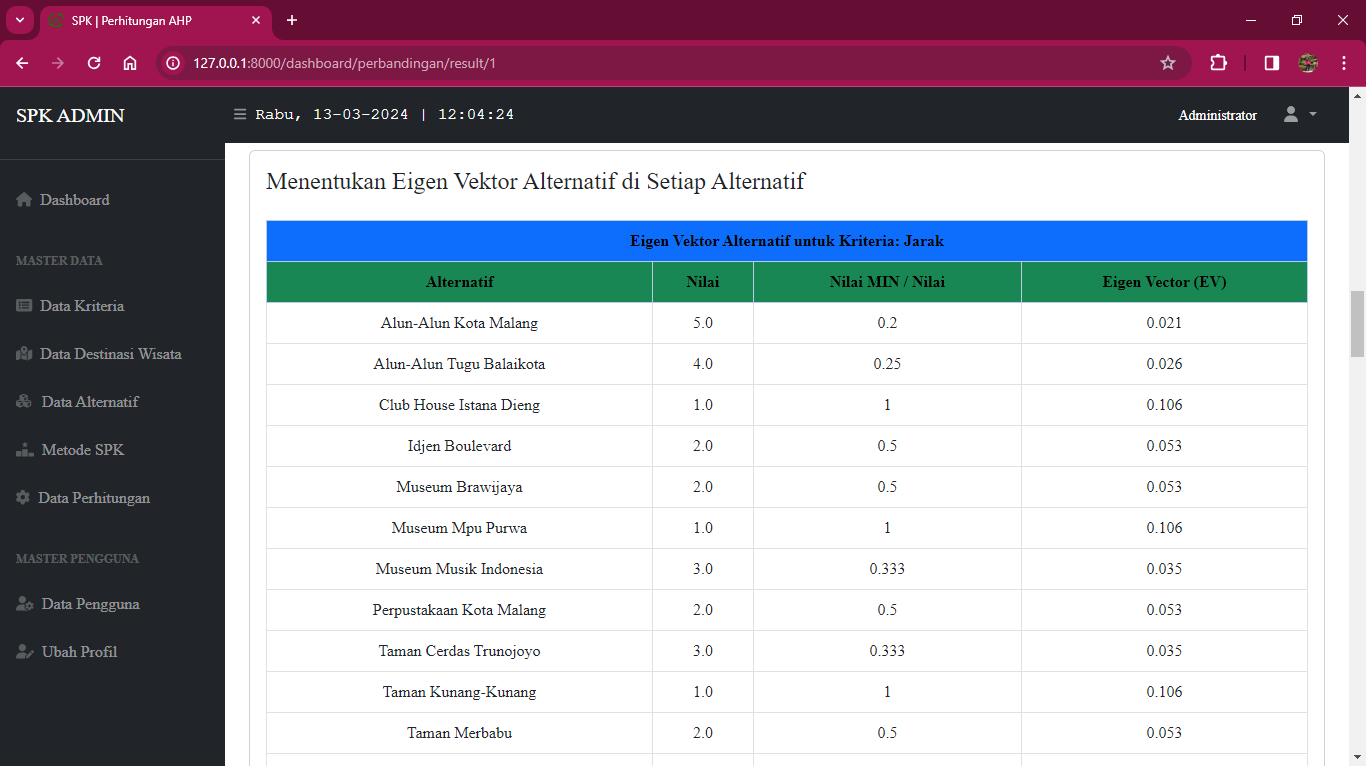 SPK | Perhitungan AHP
127.0.0.1:8000/dashboard/perbandingan/result/1
SPK ADMIN
Rabu, 13-03-2024 | 12:04:24
Administrator
Dashboard
MASTER DATA
Data Kriteria
Data Destinasi Wisata
Data Alternatif
Metode SPK
Data Perhitungan
MASTER PENGGUNA
Data Pengguna
Ubah Profil
Menentukan Eigen Vektor Alternatif di Setiap Alternatif
Eigen Vektor Alternatif untuk Kriteria: Jarak
Alternatif Nilai Nilai MIN / Nilai Eigen Vector (EV)
Alun-Alun Kota Malang 5.0 0.2 0.021
Alun-Alun Tugu Balaikota 4.0 0.25 0.026
Club House Istana Dieng 1.0 1 0.106
Idjen Boulevard 2.0 0.5 0.053
Museum Brawijaya 2.0 0.5 0.053
Museum Mpu Purwa 1.0 1 0.106
Museum Musik Indonesia 3.0 0.333 0.035
Perpustakaan Kota Malang 2.0 0.5 0.053
Taman Cerdas Trunojoyo 3.0 0.333 0.035
Taman Kunang-Kunang 1.0 1 0.106
Taman Merbabu 2.0 0.5 0.053